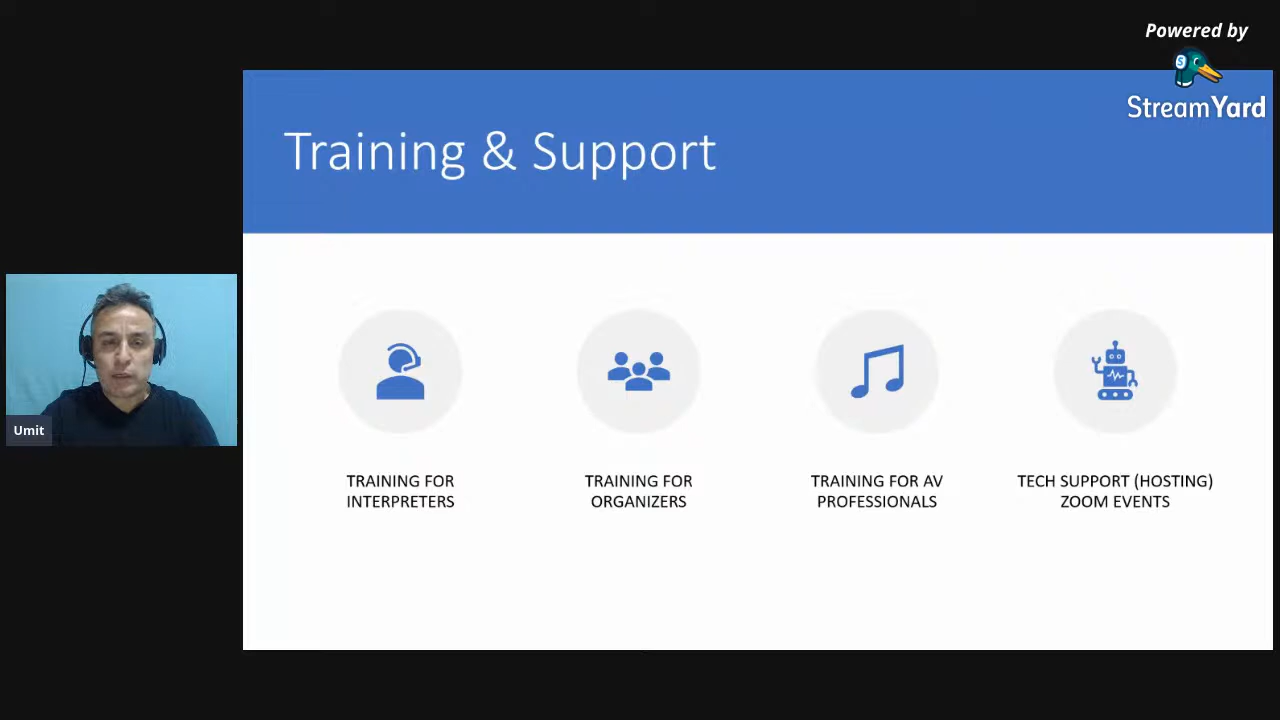 Powered by
StreamYard
Training & Support
Umit
TRAINING FOR
INTERPRETERS
TRAINING FOR
ORGANIZERS
TRAINING FOR AV
PROFESSIONALS
TECH SUPPORT (HOSTING)
ZOOM EVENTS